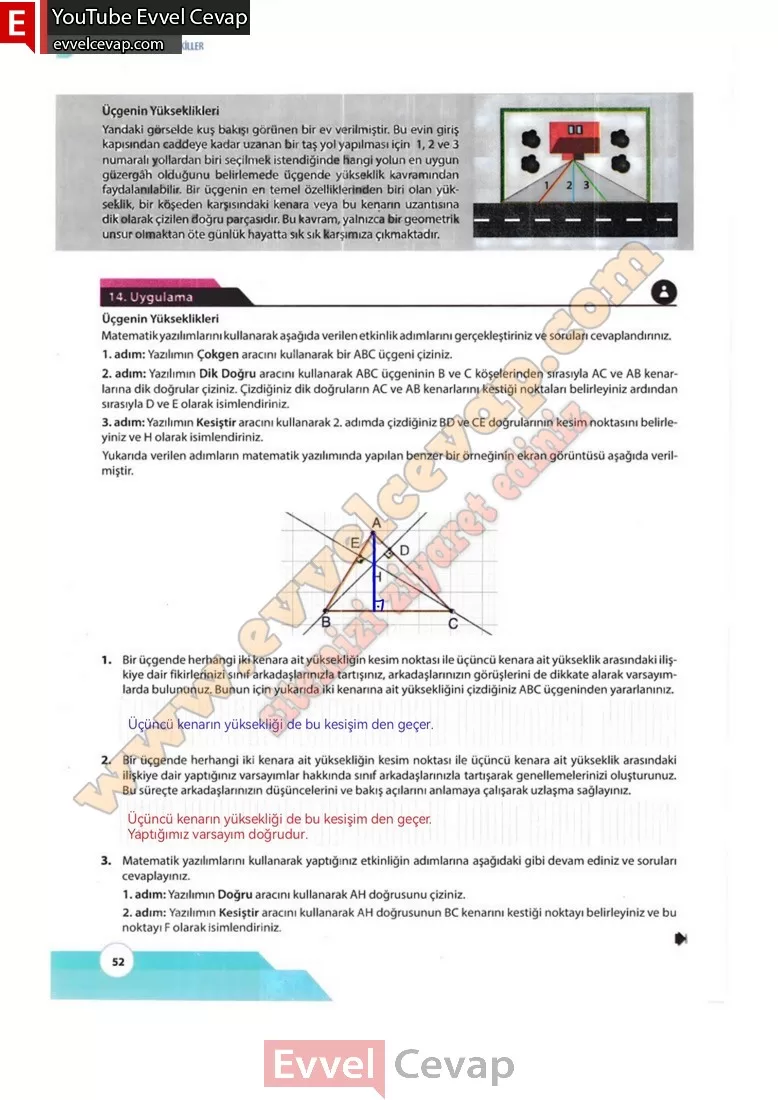 E YouTube Evvel Cevap
evvelcevap.com KİLLER
Üçgenin Yükseklikleri
Yandaki görselde kuş bakışı görünen bir ev verilmiştir. Bu evin giriş
kapısından caddeye kadar uzanan bir taş yol yapılması için 1, 2 ve 3
numaralı yollardan biri seçilmek istendiğinde hangi yolun en uygun
güzergâh olduğunu belirlemede üçgende yükseklik kavramından
faydalanılabilir. Bir üçgenin en temel özelliklerinden biri olan yük-
seklik, bir köşeden karşısındaki kenara veya bu kenarın uzantısına
dik olarak çizilen doğru parçasıdır. Bu kavram, yalnızca bir geometrik
unsur olmaktan öte günlük hayatta sık sık karşımıza çıkmaktadır.
1 2 3
14. Uygulama
Üçgenin Yükseklikleri
Matematik yazılımlarını kullanarak aşağıda verilen etkinlik adımlarını gerçekleştiriniz ve soruları cevaplandırınız.
1. adım: Yazılımın Çokgen aracını kullanarak bir ABC üçgeni çiziniz.
2. adım: Yazılımın Dik Doğru aracını kullanarak ABC üçgeninin B ve C köşelerinden sırasıyla AC ve AB kenar-
larına dik doğrular çiziniz. Çizdiğiniz dik doğruların AC ve AB kenarlarını kestiği noktaları belirleyiniz ardından
sırasıyla D ve E olarak isimlendiriniz.
3. adım: Yazılımın Kesiştir aracını kullanarak 2. adımda çizdiğiniz BD ve CE doğrularının kesim noktasını belirle-
yiniz ve H olarak isimlendiriniz.
Yukarıda verilen adımların matematik yazılımında yapılan benzer bir örneğinin ekran görüntüsü aşağıda veril-
miştir.
A
E
D
H
B
C
1. Bir üçgende herhangi iki kenara ait yüksekliğin kesim noktası ile üçüncü kenara ait yükseklik arasındaki iliş-
kiye dair fikirlerinizi sınıf arkadaşlarınızla tartışınız, arkadaşlarınızın görüşlerini de dikkate alarak varsayım-
larda bulununuz. Bunun için yukarıda iki kenarına ait yüksekliğini çizdiğiniz ABC üçgeninden yararlanınız.
Üçüncü kenarın yüksekliği de bu kesişim den geçer.
2. Bir üçgende herhangi iki kenara ait yüksekliğin kesim noktası ile üçüncü kenara ait yükseklik arasındaki
ilişkiye dair yaptığınız varsayımlar hakkında sınıf arkadaşlarınızla tartışarak genellemelerinizi oluşturunuz.
Bu süreçte arkadaşlarınızın düşüncelerini ve bakış açılarını anlamaya çalışarak uzlaşma sağlayınız.
Üçüncü kenarın yüksekliği de bu kesişim den geçer.
Yaptığımız varsayım doğrudur.
3. Matematik yazılımlarını kullanarak yaptığınız etkinliğin adımlarına aşağıdaki gibi devam ediniz ve soruları
cevaplayınız.
1. adım: Yazılımın Doğru aracını kullanarak AH doğrusunu çiziniz.
2. adım: Yazılımın Kesiştir aracını kullanarak AH doğrusunun BC kenarını kestiği noktayı belirleyiniz ve bu
noktayı F olarak isimlendiriniz.
52
www.evvelcevap.com
sitemizi ziyaret ediniz
Evvel Cevap